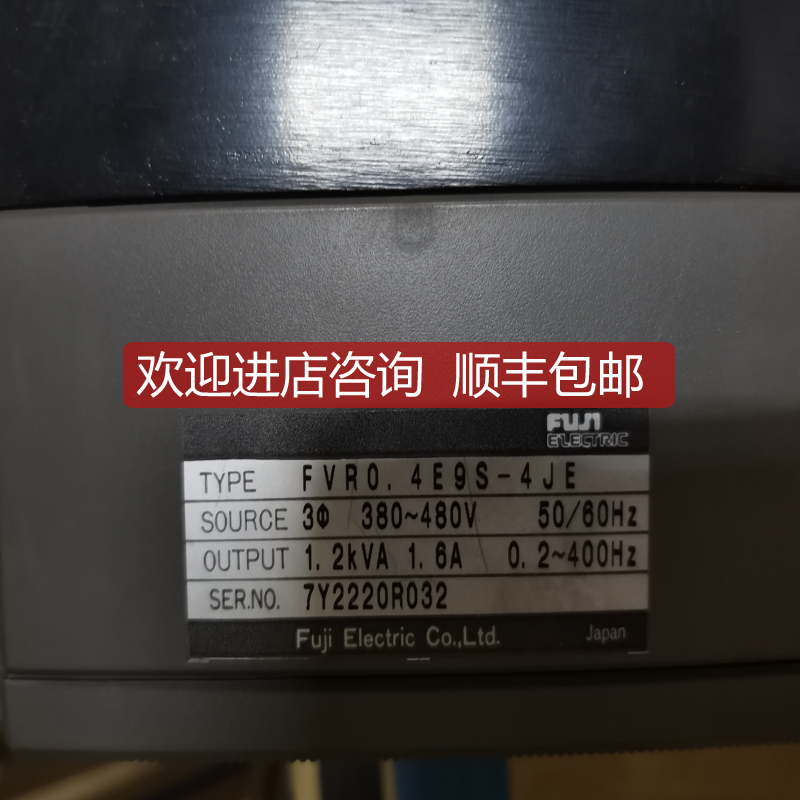 欢迎进店咨询 顺丰包邮
FUJI
ELECTRIC
TYPE FVR0.4E9S-4JE
SOURCE 3Φ 380~480V 50/60Hz
OUTPUT 1.2kVA 1.6A 0.2~400Hz
SER.NO. 7Y2220R032
Fuji Electric Co.,Ltd. Japan